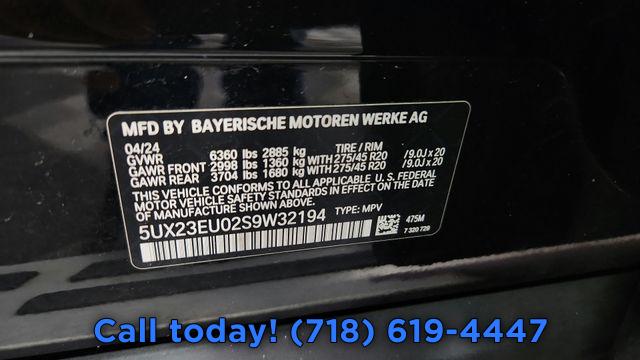 MFD BY BAYERISCHE MOTOREN WERKE AG
04/24 TIRE / RIM
GVWR 6360 lbs 2885 kg
GAWR FRONT 2998 lbs 1360 kg WITH 275/45 R20 /9.0J x 20
GAWR REAR 3704 lbs 1680 kg WITH 275/45 R20 /9.0J x 20
THIS VEHICLE CONFORMS TO ALL APPLICABLE U. S. FEDERAL
MOTOR VEHICLE SAFETY STANDARDS IN EFFECT ON THE
DATE OF MANUFACTURE SHOWN ABOVE.
5UX23EU02S9W32194 TYPE: MPV
475M
7 320 729
Call today! (718) 619-4447